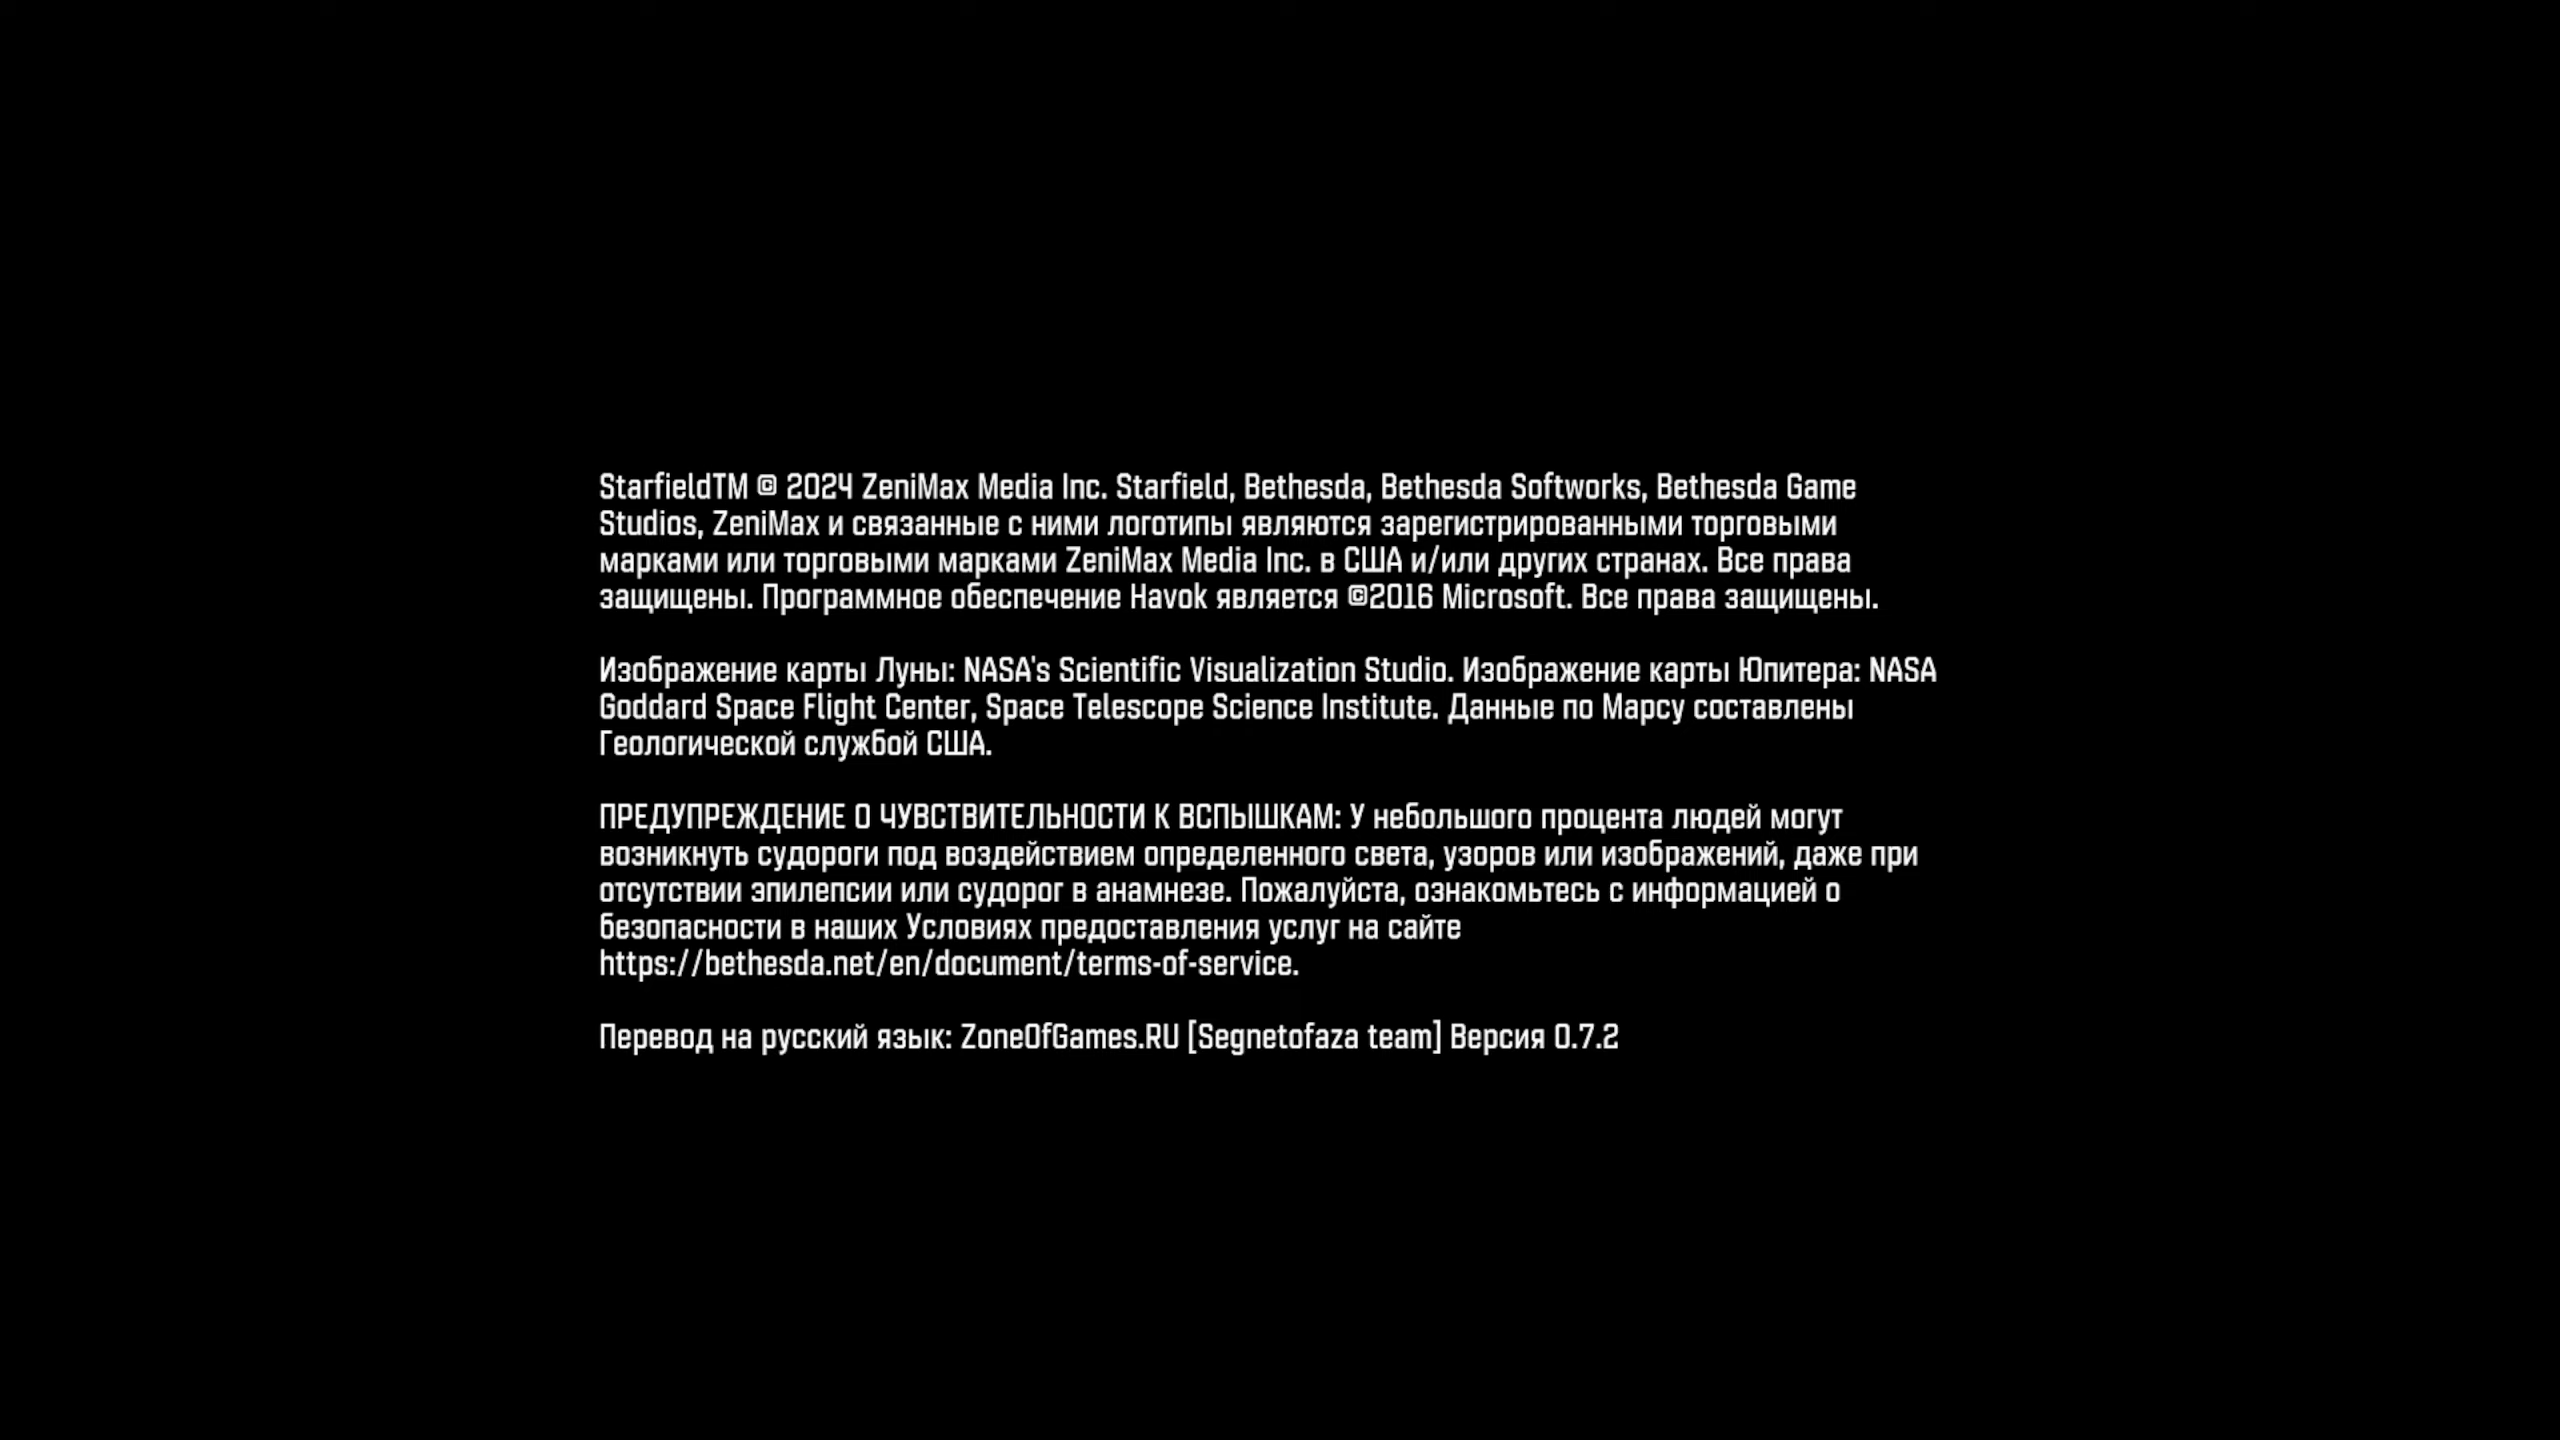 StarfieldTM © 2024 ZeniMax Media Inc. Starfield, Bethesda, Bethesda Softworks, Bethesda Game
Studios, ZeniMax и связанные с ними логотипы являются зарегистрированными торговыми
марками или торговыми марками ZeniMax Media Inc. в США и/или других странах. Все права
защищены. Программное обеспечение Havok является ©2016 Microsoft. Все права защищены.
Изображение карты Луны: NASA's Scientific Visualization Studio. Изображение карты Юпитера: NASA
Goddard Space Flight Center, Space Telescope Science Institute. Данные по Марсу составлены
Геологической службой США.
ПРЕДУПРЕЖДЕНИЕ О ЧУВСТВИТЕЛЬНОСТИ К ВСПЫШКАМ: У небольшого процента людей могут
возникнуть судороги под воздействием определенного света, узоров или изображений, даже при
отсутствии эпилепсии или судорог в анамнезе. Пожалуйста, ознакомьтесь с информацией о
безопасности в наших Условиях предоставления услуг на сайте
https://bethesda.net/en/document/terms-of-service.
Перевод на русский язык: ZoneOfGames.RU [Segnetofaza team] Версия 0.7.2